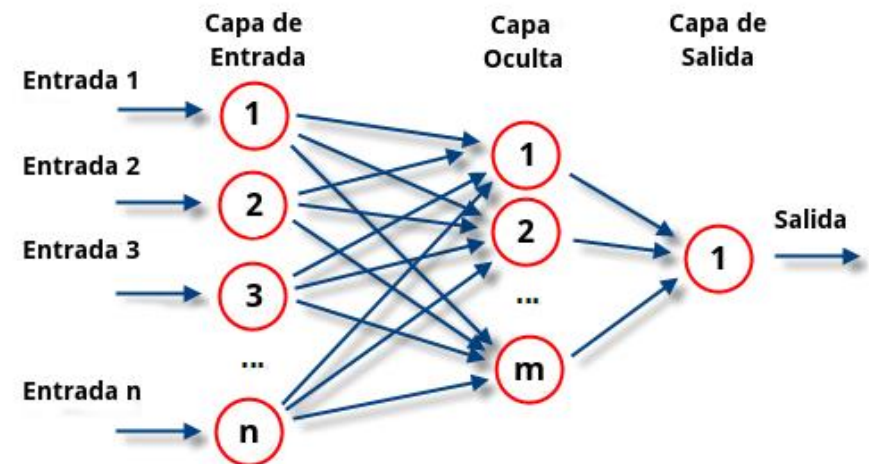 Capa de
Entrada
Capa
Oculta
Capa de
Salida
Entrada 1
1
Entrada 2
2
Entrada 3
3
...
Entrada n
n
1
2
...
m
1
Salida